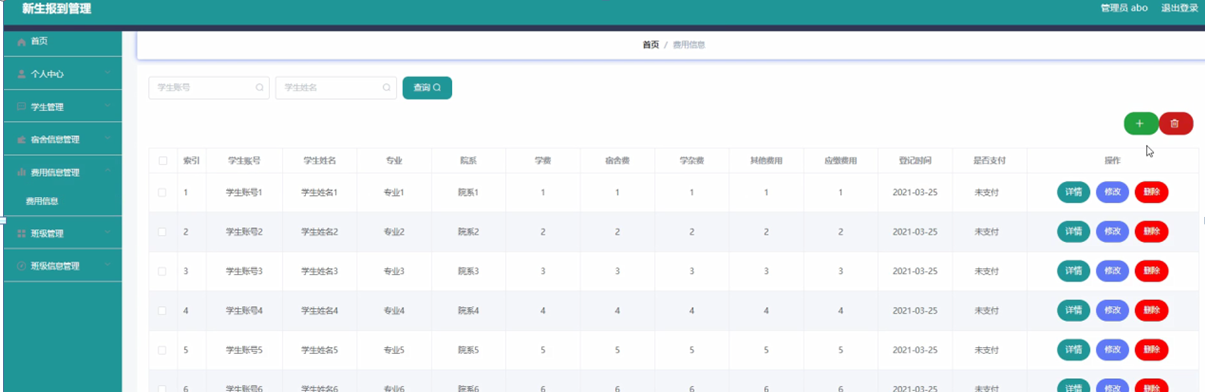 新生报到管理
管理员 abo 退出登录
首页
个人中心
学生管理
宿舍信息管理
费用信息管理
费用信息
班级管理
班级信息管理
首页 / 费用信息
学生账号 学生姓名 查询
索引 学生账号 学生姓名 专业 院系 学费 宿舍费 学杂费 其他费用 应缴费用 登记时间 是否支付 操作
1 学生账号1 学生姓名1 专业1 院系1 1 1 1 1 1 2021-03-25 未支付 详情 修改 删除
2 学生账号2 学生姓名2 专业2 院系2 2 2 2 2 2 2021-03-25 未支付 详情 修改 删除
3 学生账号3 学生姓名3 专业3 院系3 3 3 3 3 3 2021-03-25 未支付 详情 修改 删除
4 学生账号4 学生姓名4 专业4 院系4 4 4 4 4 4 2021-03-25 未支付 详情 修改 删除
5 学生账号5 学生姓名5 专业5 院系5 5 5 5 5 5 2021-03-25 未支付 详情 修改 删除
6 学生账号6 学生姓名6 专业6 院系6 6 6 6 6 6 2021-03-25 未支付 详情 修改 删除